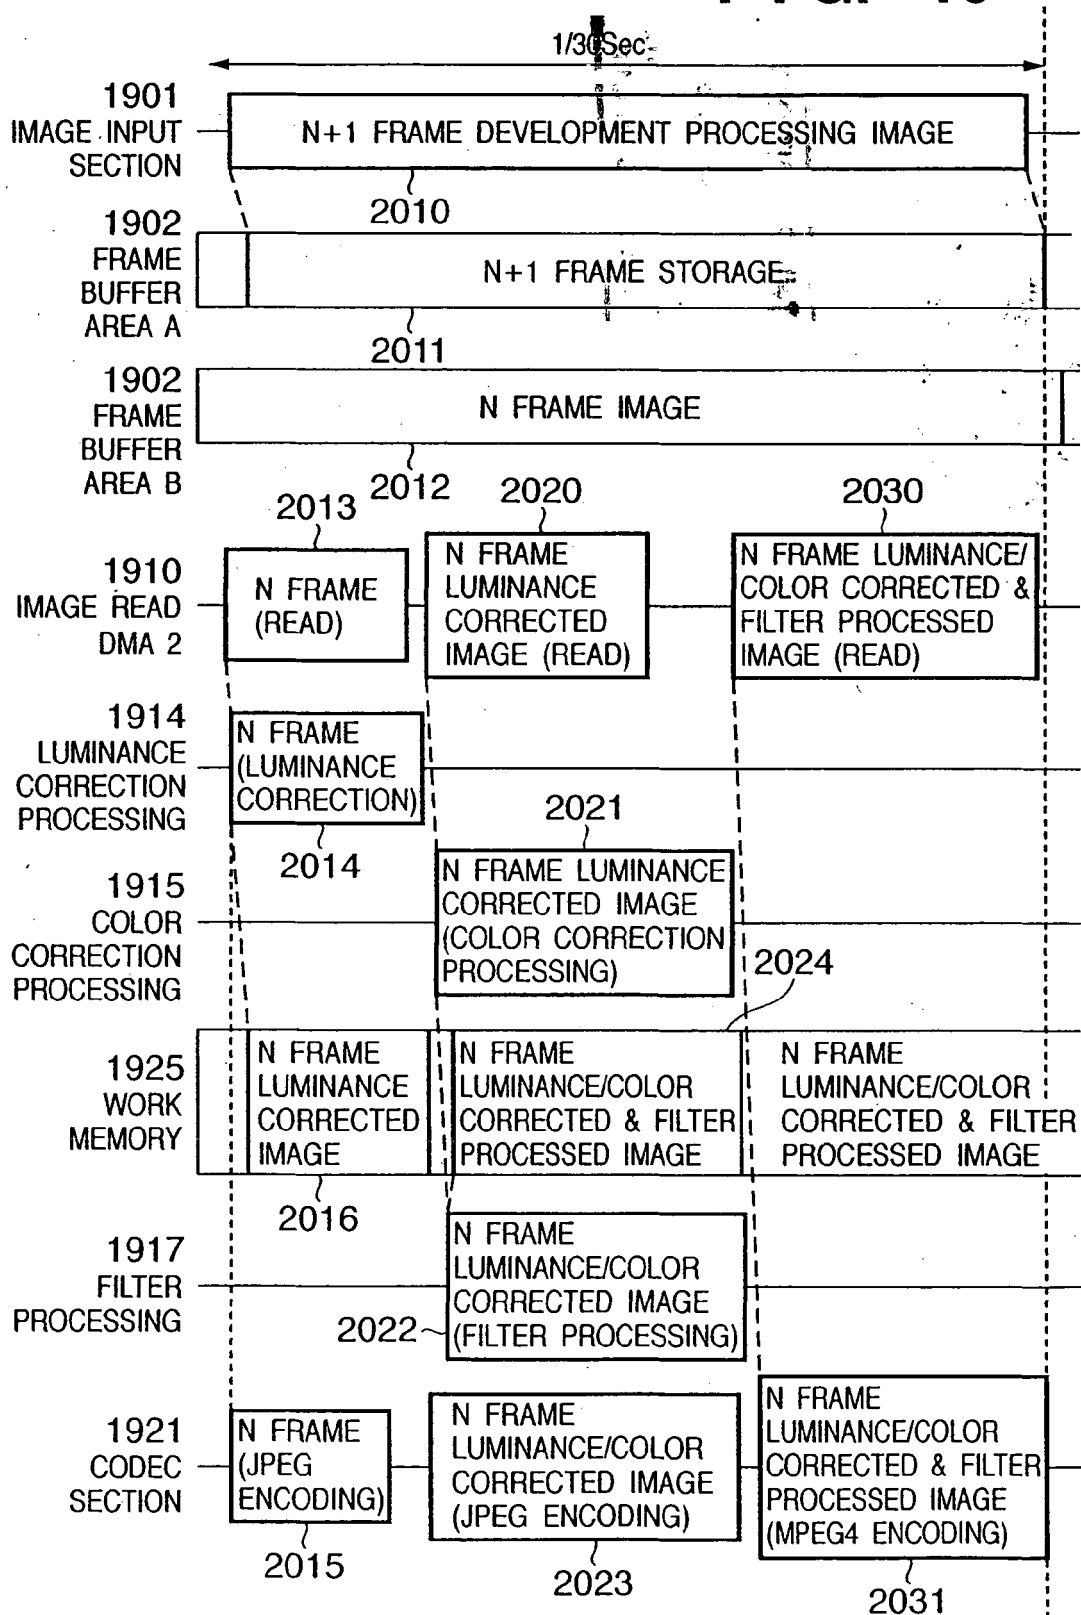 1/30Sec
1901
IMAGE INPUT
SECTION
N+1 FRAME DEVELOPMENT PROCESSING IMAGE
2010
1902
FRAME
BUFFER
AREA A
N+1 FRAME STORAGE
2011
1902
FRAME
BUFFER
AREA B
N FRAME IMAGE
2012
2013
2020
2030
1910
IMAGE READ
DMA 2
N FRAME
(READ)
N FRAME
LUMINANCE
CORRECTED
IMAGE (READ)
N FRAME LUMINANCE/
COLOR CORRECTED &
FILTER PROCESSED
IMAGE (READ)
1914
LUMINANCE
CORRECTION
PROCESSING
N FRAME
(LUMINANCE
CORRECTION)
2014
2021
1915
COLOR
CORRECTION
PROCESSING
N FRAME LUMINANCE
CORRECTED IMAGE
(COLOR CORRECTION
PROCESSING)
2024
1925
WORK
MEMORY
N FRAME
LUMINANCE
CORRECTED
IMAGE
N FRAME
LUMINANCE/COLOR
CORRECTED & FILTER
PROCESSED IMAGE
N FRAME
LUMINANCE/COLOR
CORRECTED & FILTER
PROCESSED IMAGE
2016
1917
FILTER
PROCESSING
N FRAME
LUMINANCE/COLOR
CORRECTED IMAGE
(FILTER PROCESSING)
2022
1921
CODEC
SECTION
N FRAME
(JPEG
ENCODING)
2015
N FRAME
LUMINANCE/COLOR
CORRECTED IMAGE
(JPEG ENCODING)
2023
N FRAME
LUMINANCE/COLOR
CORRECTED & FILTER
PROCESSED IMAGE
(MPEG4 ENCODING)
2031